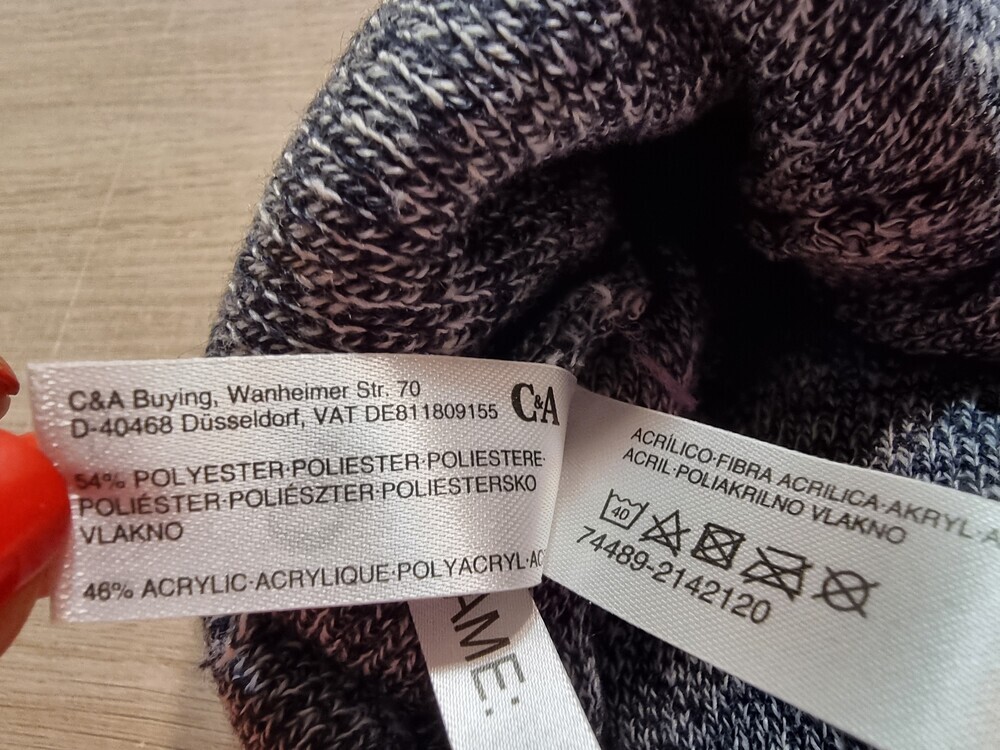 C&A Buying, Wanheimer Str. 70
D-40468 Düsseldorf, VAT DE811809155
C&A
54% POLYESTER·POLIESTER·POLIESTERE·
POLIÉSTER·POLIÉSZTER·POLIESTERSKO
VLAKNO
46% ACRYLIC·ACRYLIQUE·POLYACRYL·AC
ACRÍLICO·FIBRA ACRILICA·AKRYL·A
ACRIL·POLIAKRILNO VLAKNO
40
74489-2142120
AME: